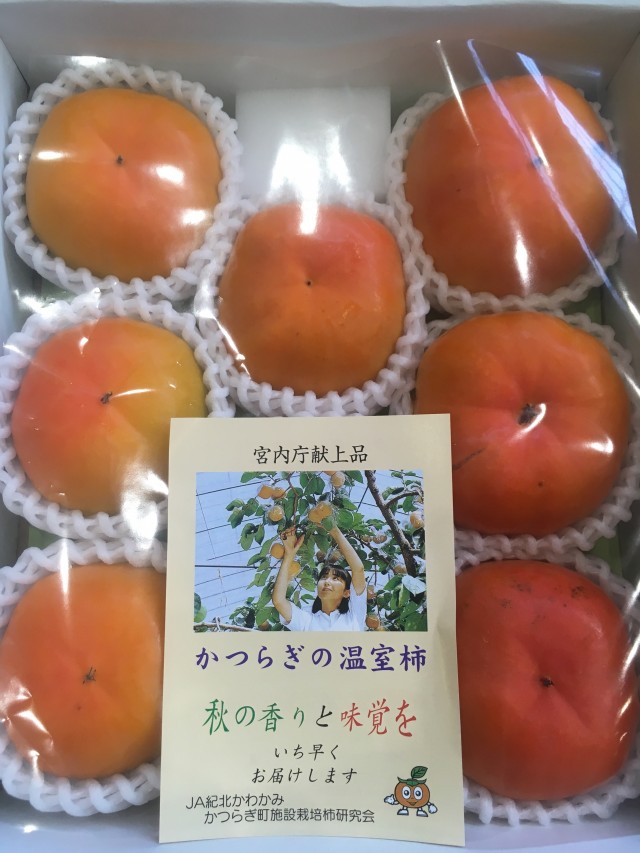 宮内庁献上品
かつらぎの温室柿
秋の香りと味覚を
いち早く
お届けします
JA紀北かわかみ
かつらぎ町施設栽培柿研究会